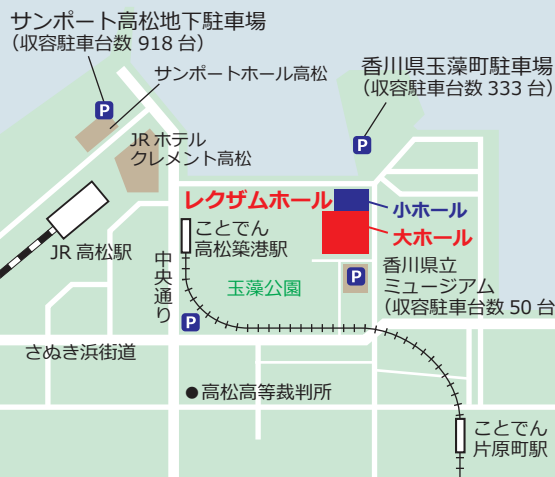 サンポート高松地下駐車場
（収容駐車台数 918 台）
サンポートホール高松
香川県玉藻町駐車場
（収容駐車台数 333 台）
P
P
JR ホテル
クレメント高松
レクザムホール
小ホール
大ホール
ことでん
高松築港駅
JR 高松駅
中央通り
玉藻公園
P
香川県立
ミュージアム
（収容駐車台数 50 台
P
さぬき浜街道
●高松高等裁判所
ことでん
片原町駅